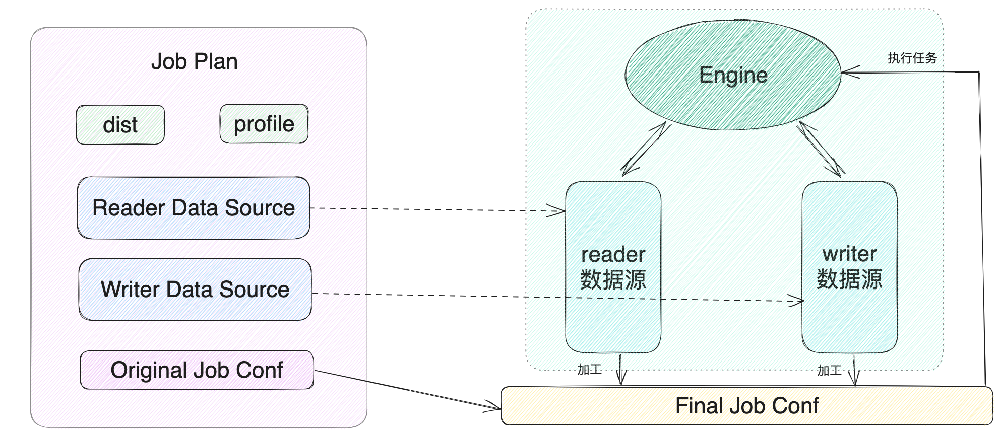 Job Plan
dist
profile
Reader Data Source
Writer Data Source
Original Job Conf
Engine
执行任务
reader
数据源
writer
数据源
加工
加工
Final Job Conf